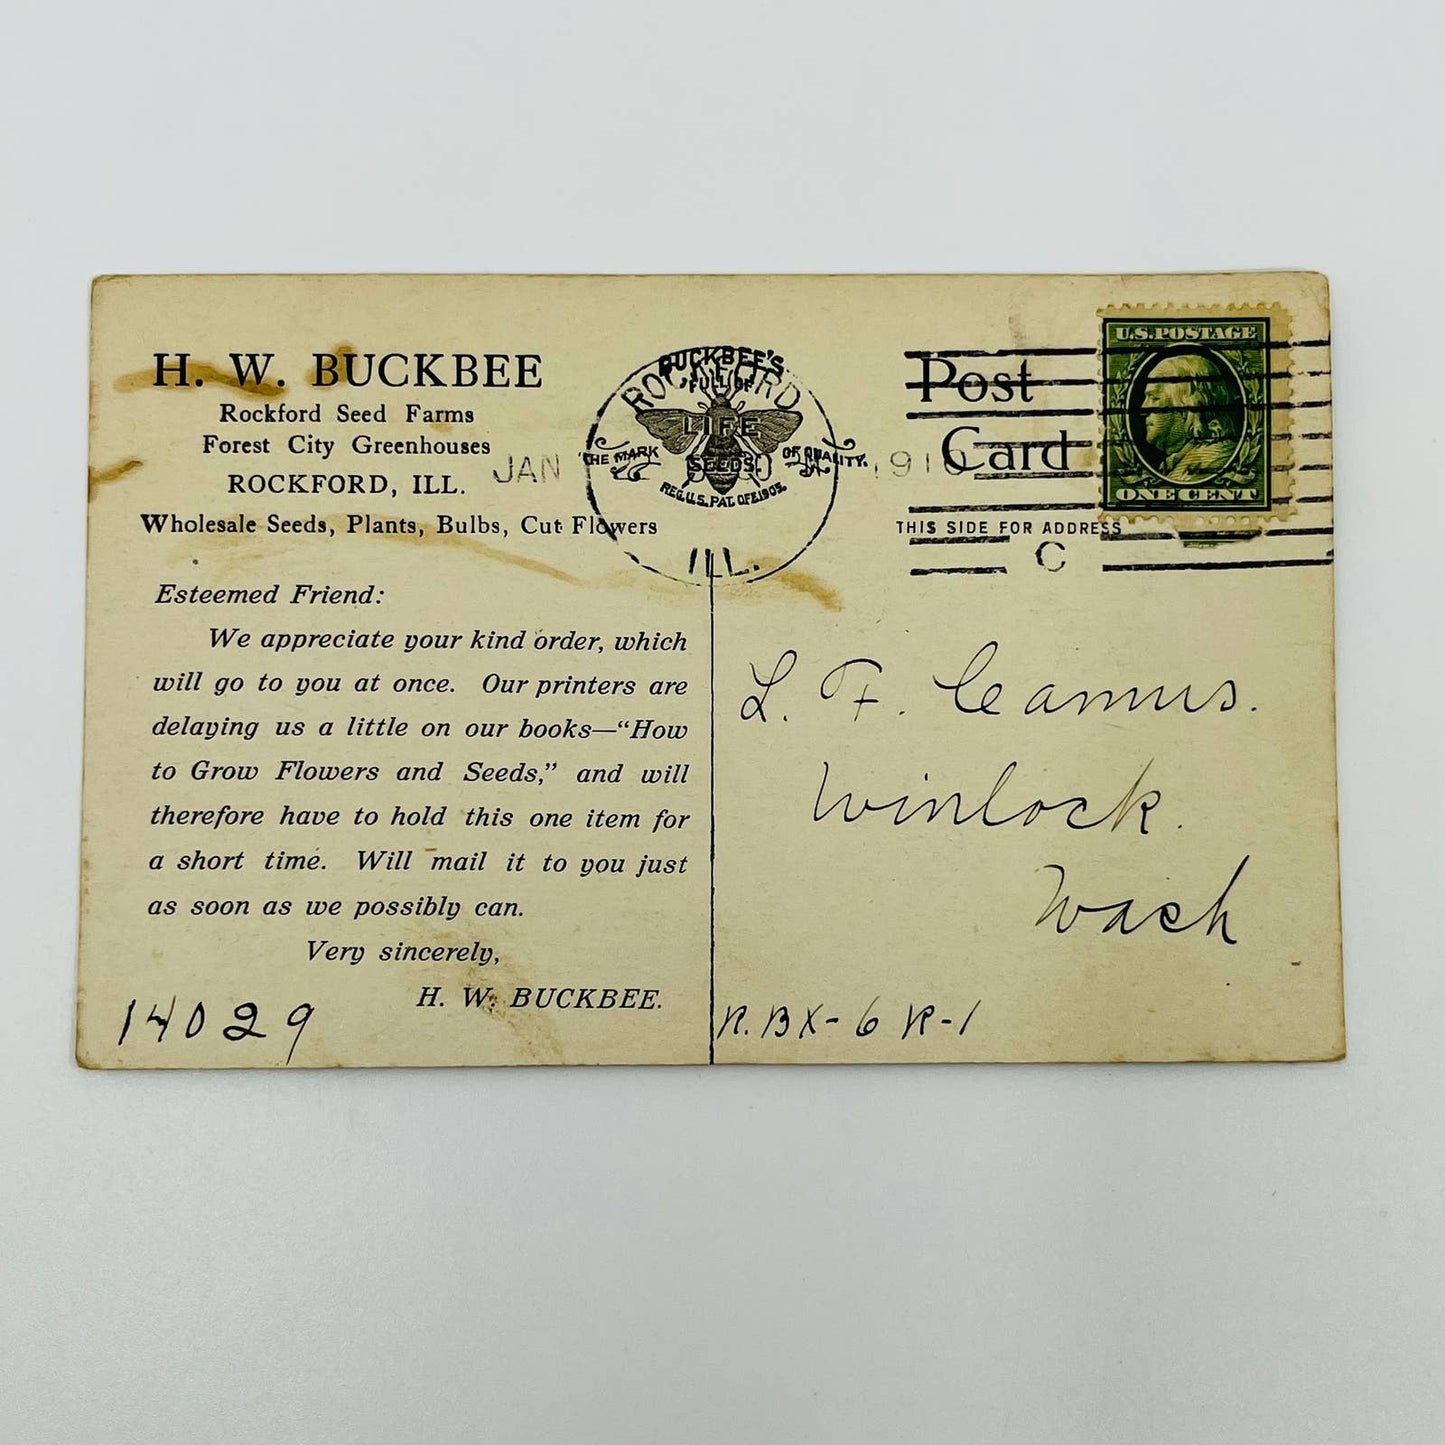 H. W. BUCKBEE
Rockford Seed Farms
Forest City Greenhouses
ROCKFORD, ILL.
Wholesale Seeds, Plants, Bulbs, Cut Flowers
BUCKBEE'S
"FULL OF
LIFE"
SEEDS.
THE MARK OF QUALITY.
REG.U.S.PAT.OFF.1905.
ROCKFORD
JAN 1910
ILL.
Post
Card
THIS SIDE FOR ADDRESS
C
U.S. POSTAGE
ONE CENT
Esteemed Friend:
We appreciate your kind order, which
will go to you at once. Our printers are
delaying us a little on our books—“How
to Grow Flowers and Seeds,” and will
therefore have to hold this one item for
a short time. Will mail it to you just
as soon as we possibly can.
Very sincerely,
H. W. BUCKBEE.
14029
L. F. Camus.
Winlock.
Wash
R. BX-6 R-1